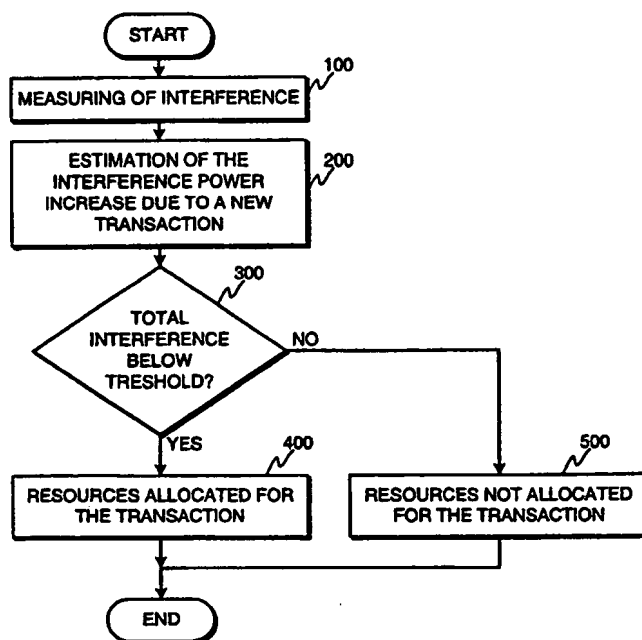 START
100
MEASURING OF INTERFERENCE
200
ESTIMATION OF THE
INTERFERENCE POWER
INCREASE DUE TO A NEW
TRANSACTION
300
TOTAL
INTERFERENCE
BELOW
TRESHOLD?
NO
YES
400
RESOURCES ALLOCATED FOR
THE TRANSACTION
500
RESOURCES NOT ALLOCATED
FOR THE TRANSACTION
END